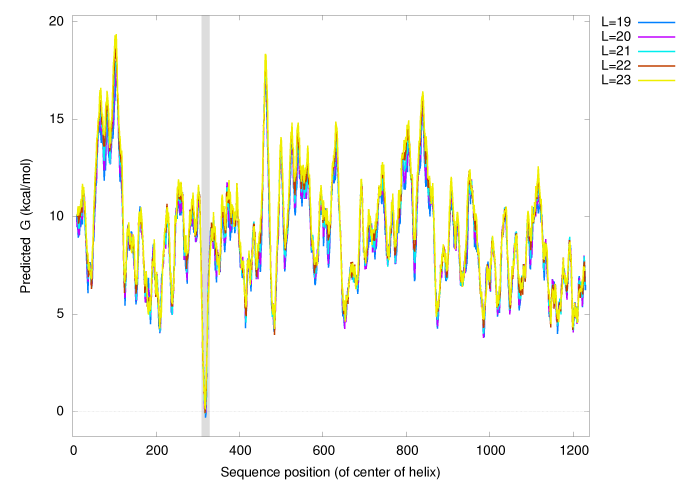 20
15
10
5
0
0
200
400
600
800
1000
1200
Predicted G (kcal/mol)
Sequence position (of center of helix)
L=19
L=20
L=21
L=22
L=23